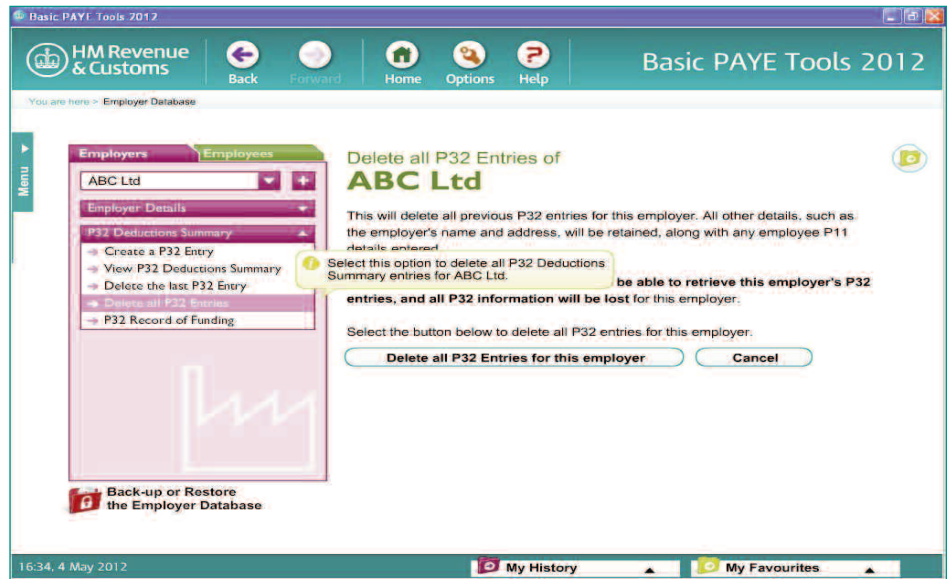 Basic PAYE Tools 2012
HM Revenue
& Customs
Back
Forward
Home
Options
Help
Basic PAYE Tools 2012
You are here > Employer Database
Menu
Employers
Employees
ABC Ltd
Employer Details
P32 Deductions Summary
Create a P32 Entry
View P32 Deductions Summary
Delete the last P32 Entry
Delete all P32 Entries
P32 Record of Funding
Back-up or Restore
the Employer Database
Delete all P32 Entries of
ABC Ltd
This will delete all previous P32 entries for this employer. All other details, such as
the employer's name and address, will be retained, along with any employee P11
details entered
Select this option to delete all P32 Deductions
Summary entries for ABC Ltd.
be able to retrieve this employer's P32
entries, and all P32 information will be lost for this employer.
Select the button below to delete all P32 entries for this employer.
Delete all P32 Entries for this employer
Cancel
16:34, 4 May 2012
My History
My Favourites